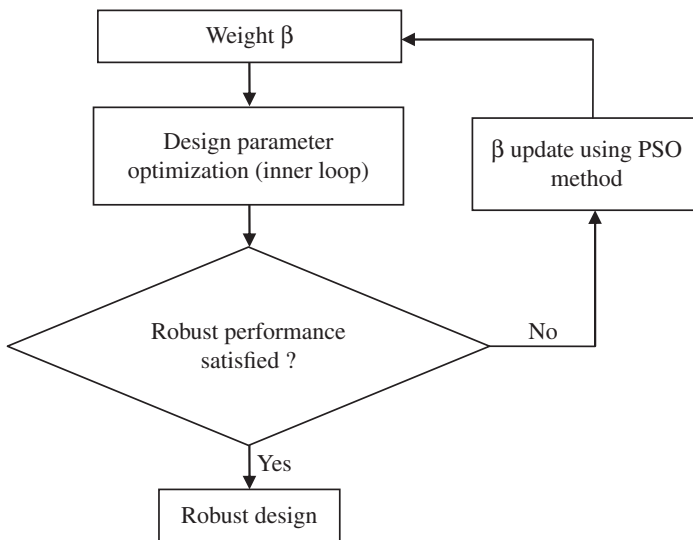 Weight β
Design parameter
optimization (inner loop)
β update using PSO
method
Robust performance
satisfied ?
No
Yes
Robust design